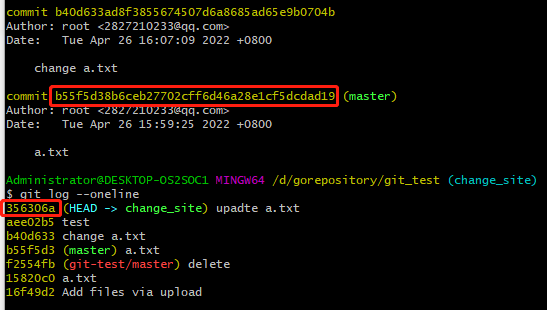 commit b40d633ad8f3855674507d6a8685ad65e9b0704b
Author: root <2827210233@qq.com>
Date:   Tue Apr 26 16:07:09 2022 +0800
change a.txt
commit b55f5d38b6ceb27702cff6d46a28e1cf5dcdad19 (master)
Author: root <2827210233@qq.com>
Date:   Tue Apr 26 15:59:25 2022 +0800
a.txt
Administrator@DESKTOP-OS2SOC1 MINGW64 /d/gorepository/git_test (change_site)
$ git log --oneline
356306a (HEAD -> change_site) upadte a.txt
aee02b5 test
b40d633 change a.txt
b55f5d3 (master) a.txt
f2554fb (git-test/master) delete
15820c0 a.txt
16f49d2 Add files via upload